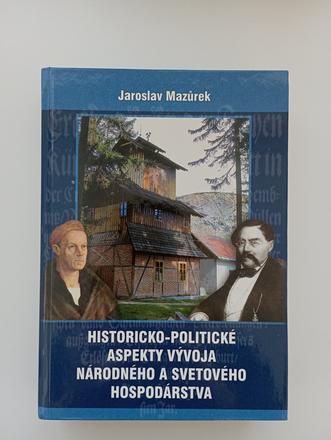 Jaroslav Mazúrek
HISTORICKO-POLITICKÉ
ASPEKTY VÝVOJA
NÁRODNÉHO A SVETOVÉHO
HOSPODÁRSTVA